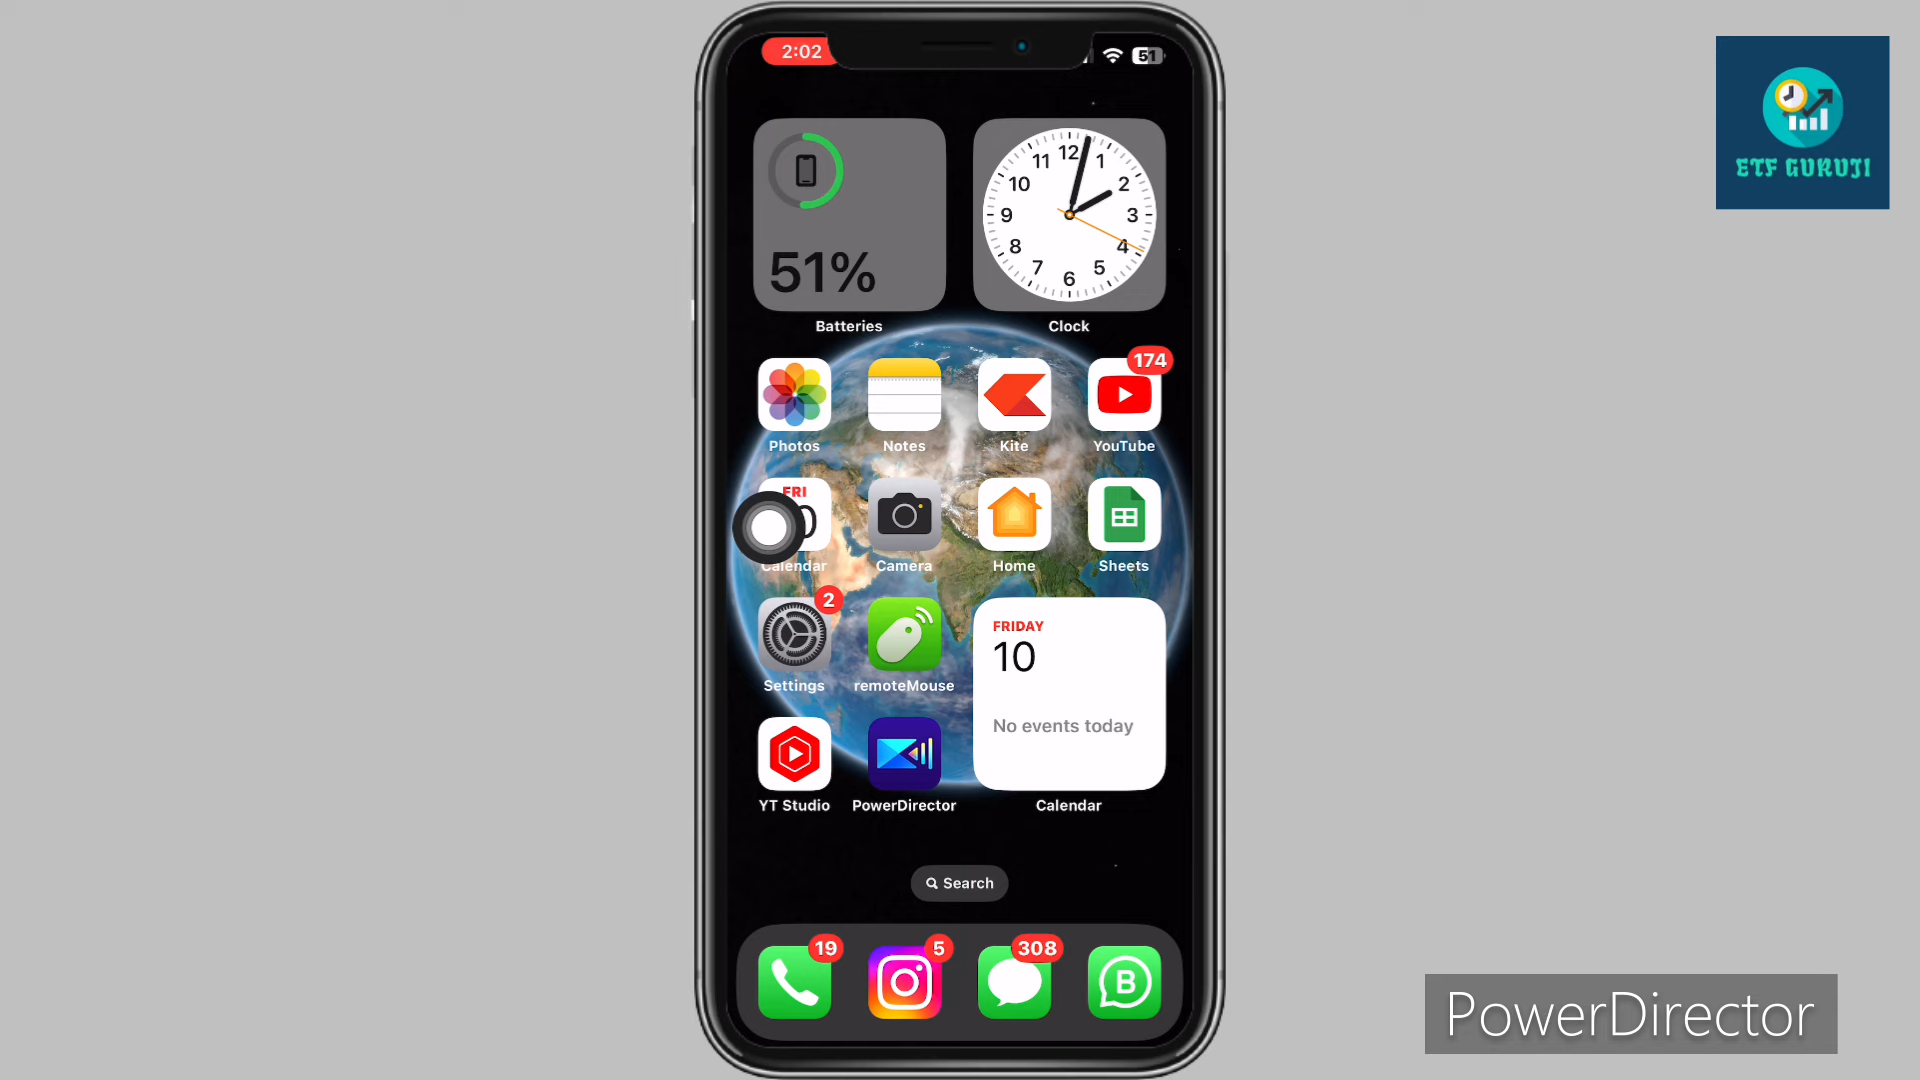 2:02
51
ETF GURUJI
12
11
1
10
2
9
3
8
4
7
5
6
51%
Batteries
Clock
174
Photos
Notes
Kite
YouTube
FRI
Calendar
Camera
Home
Sheets
2
Settings
remoteMouse
FRIDAY
10
No events today
YT Studio
PowerDirector
Calendar
Search
19
5
308
B
PowerDirector